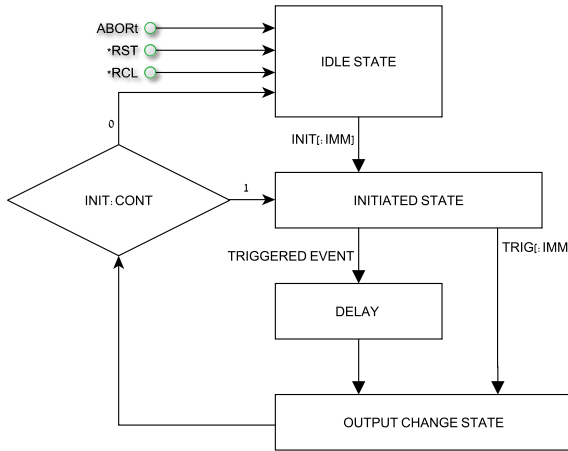 ABORt
*RST
*RCL
IDLE STATE
0
INIT[:IMM]
INIT:CONT
1
INITIATED STATE
TRIGGERED EVENT
TRIG[:IMM
DELAY
OUTPUT CHANGE STATE